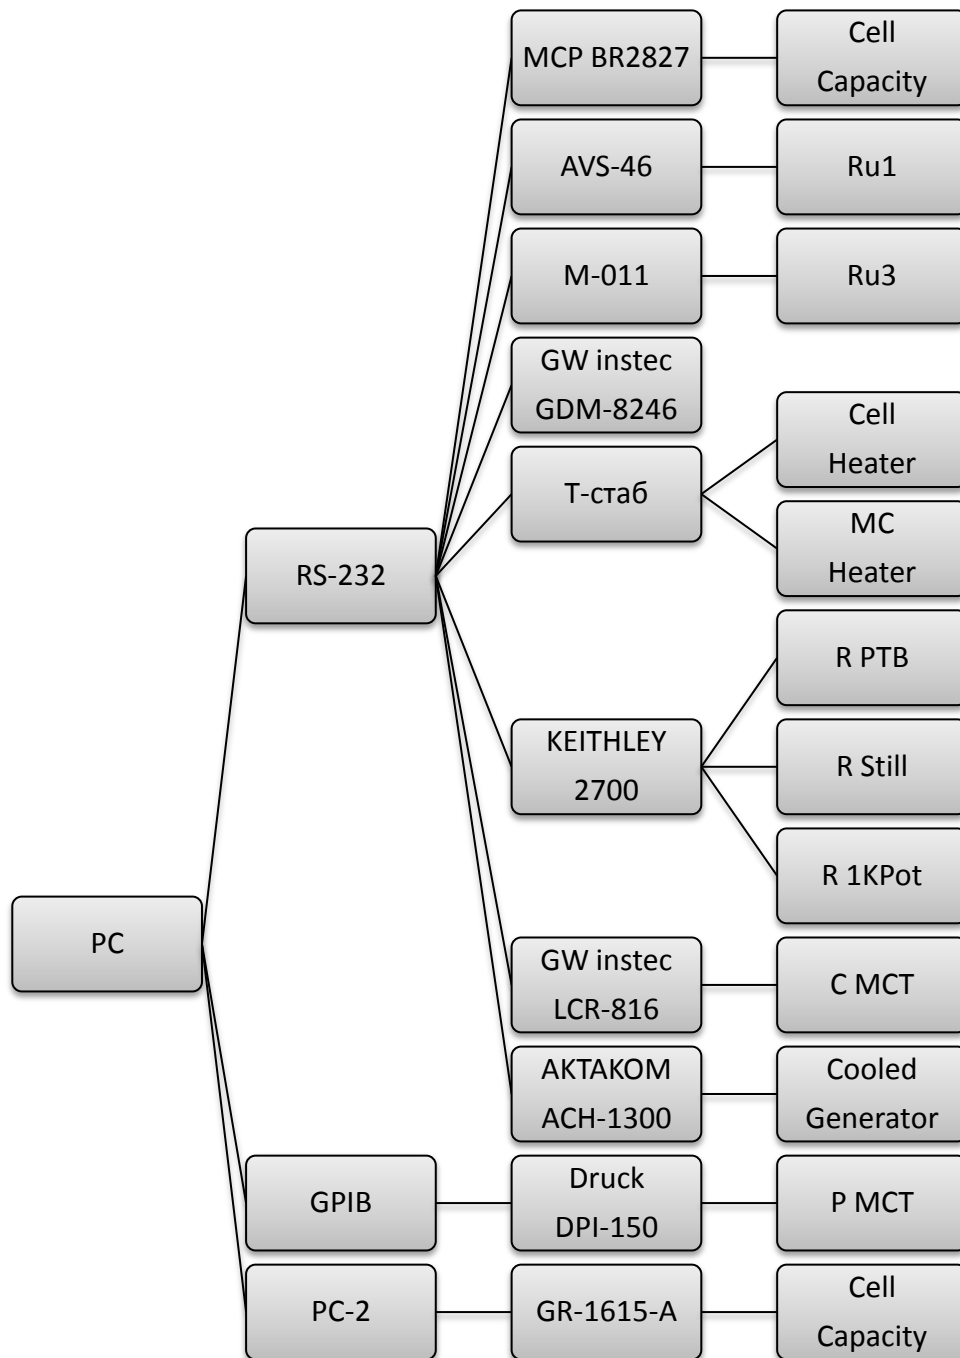 MCP BR2827
Cell
Capacity
AVS-46
Ru1
M-011
Ru3
GW instec
GDM-8246
Т-стаб
Cell
Heater
MC
Heater
RS-232
R PTB
KEITHLEY
2700
R Still
R 1KPot
PC
GW instec
LCR-816
C MCT
AKTAKOM
ACH-1300
Cooled
Generator
GPIB
Druck
DPI-150
P MCT
PC-2
GR-1615-A
Cell
Capacity